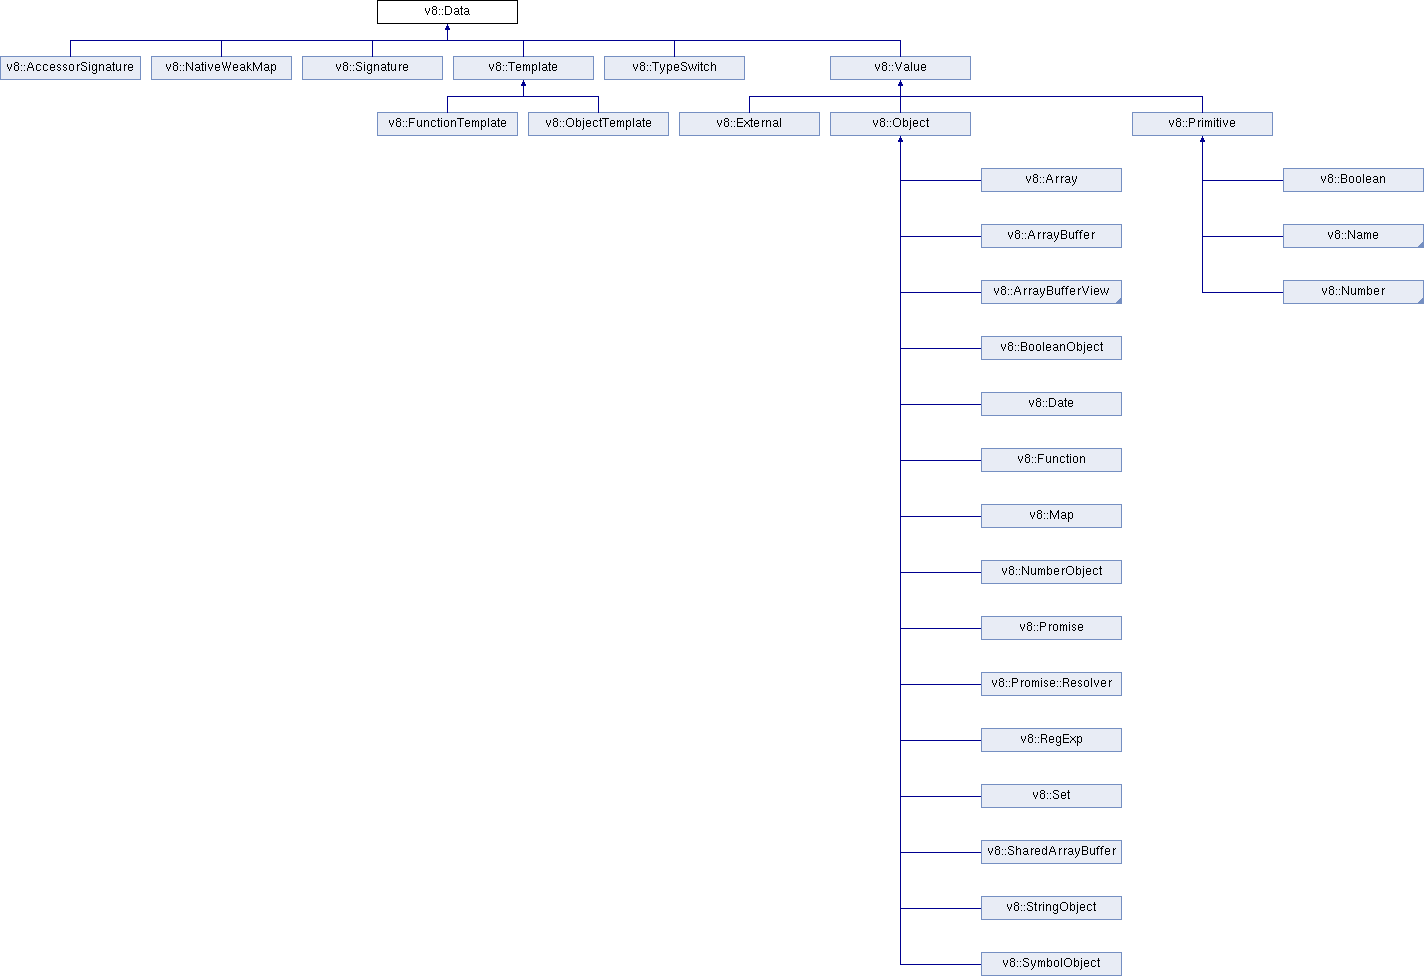 v8::Data
v8::AccessorSignature
v8::NativeWeakMap
v8::Signature
v8::Template
v8::TypeSwitch
v8::Value
v8::FunctionTemplate
v8::ObjectTemplate
v8::External
v8::Object
v8::Primitive
v8::Array
v8::Boolean
v8::ArrayBuffer
v8::Name
v8::ArrayBufferView
v8::Number
v8::BooleanObject
v8::Date
v8::Function
v8::Map
v8::NumberObject
v8::Promise
v8::Promise::Resolver
v8::RegExp
v8::Set
v8::SharedArrayBuffer
v8::StringObject
v8::SymbolObject